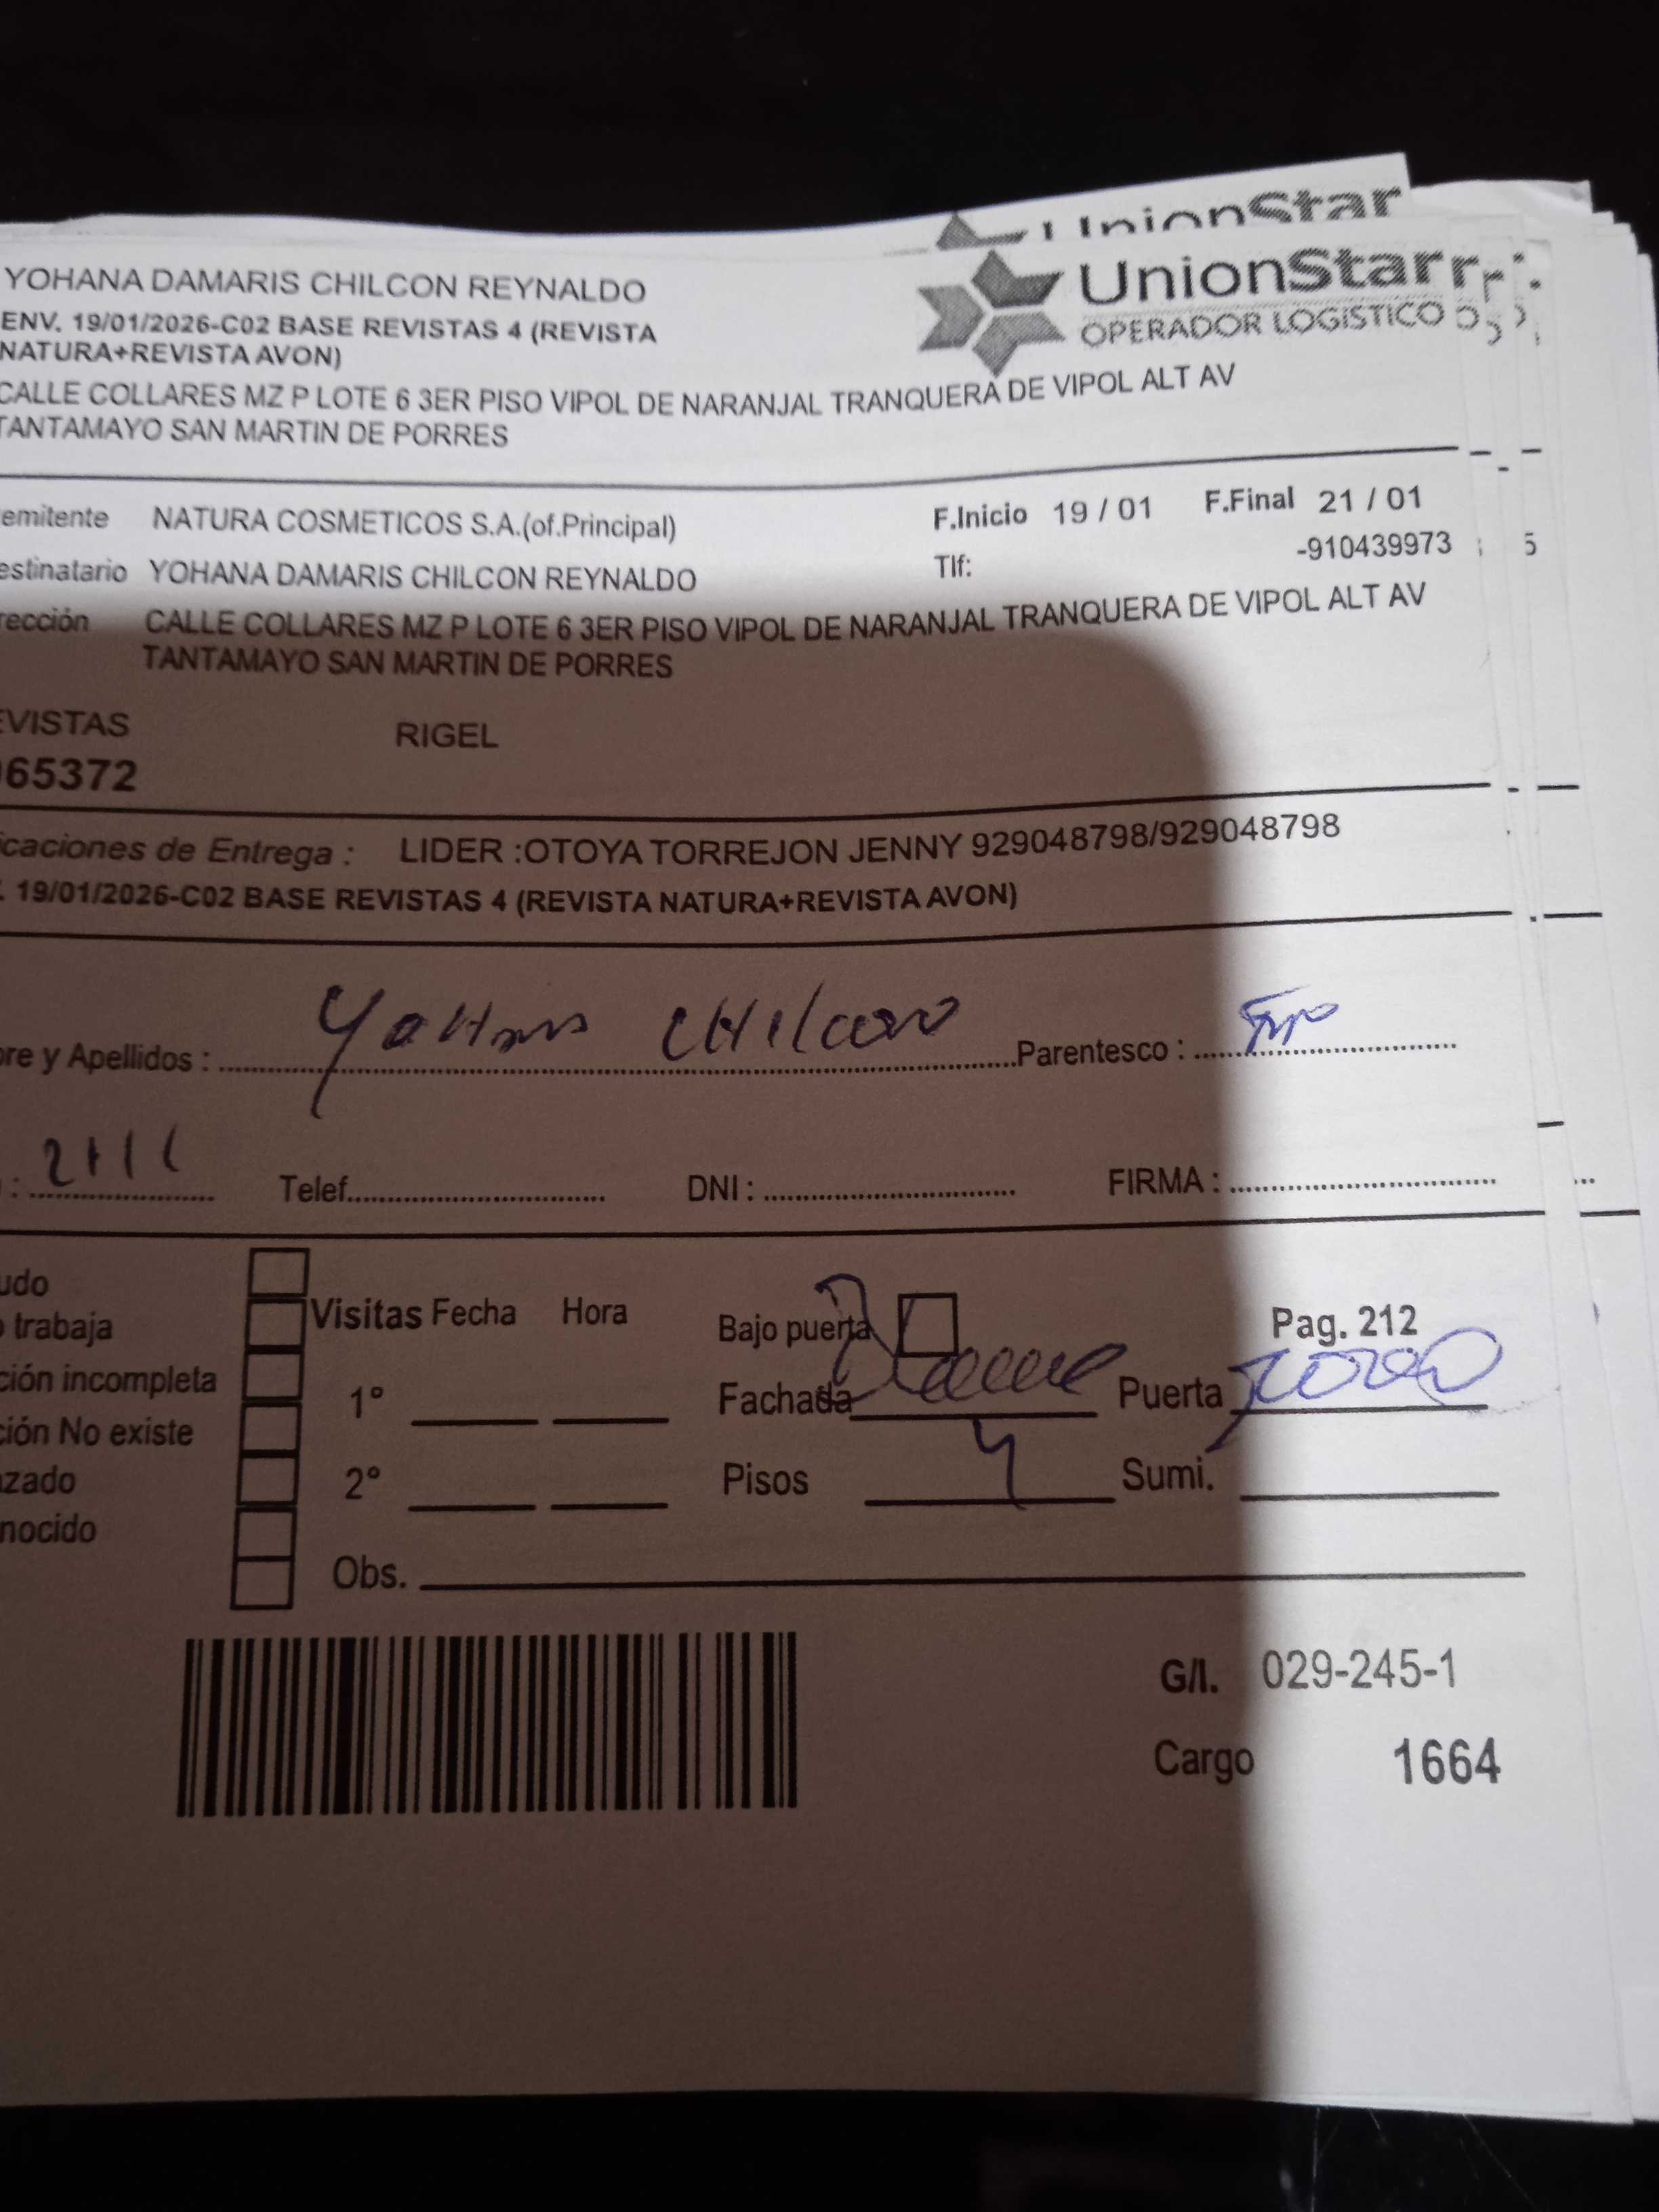 UnionStar
YOHANA DAMARIS CHILCON REYNALDO
UnionStar
OPERADOR LOGISTICO
ENV. 19/01/2026-C02 BASE REVISTAS 4 (REVISTA
NATURA+REVISTA AVON)
CALLE COLLARES MZ P LOTE 6 3ER PISO VIPOL DE NARANJAL TRANQUERA DE VIPOL ALT AV
TANTAMAYO SAN MARTIN DE PORRES
emitente NATURA COSMETICOS S.A.(of.Principal) F.Inicio 19 / 01 F.Final 21 / 01
estinatario YOHANA DAMARIS CHILCON REYNALDO Tlf: -910439973 5
rección CALLE COLLARES MZ P LOTE 6 3ER PISO VIPOL DE NARANJAL TRANQUERA DE VIPOL ALT AV
TANTAMAYO SAN MARTIN DE PORRES
EVISTAS RIGEL
65372
caciones de Entrega : LIDER :OTOYA TORREJON JENNY 929048798/929048798
. 19/01/2026-C02 BASE REVISTAS 4 (REVISTA NATURA+REVISTA AVON)
re y Apellidos : CHILCON Parentesco :
: Telef. DNI : FIRMA :
udo
Visitas Fecha Hora Bajo puerta Pag. 212
trabaja
ción incompleta 1° Fachada Puerta
ción No existe
zado 2° Pisos 4 Sumi.
nocido
Obs.
G/I. 029-245-1
Cargo 1664